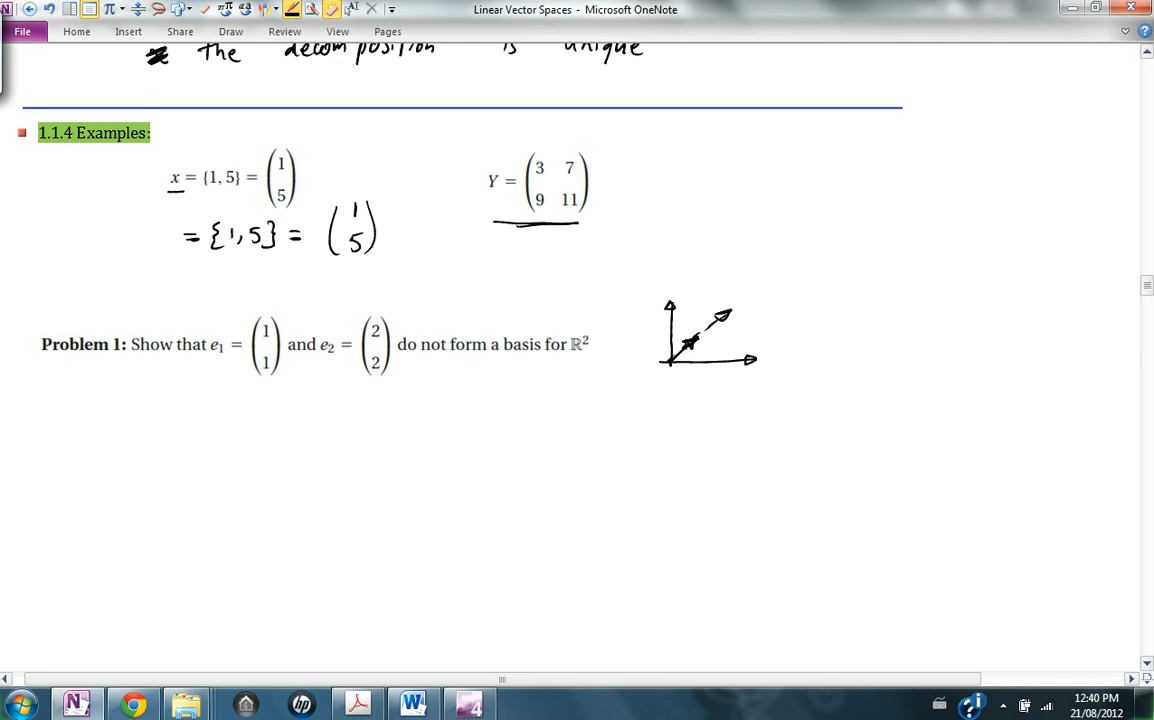 Linear Vector Spaces - Microsoft OneNote
File Home Insert Share Draw Review View Pages
The decomposition is unique
1.1.4 Examples:
x = {1, 5} = (1 5)
Y = (3 7 9 11)
= {1,5} = (1 5)
Problem 1: Show that e1 = (1 1) and e2 = (2 2) do not form a basis for ℝ²
12:40 PM
21/08/2012